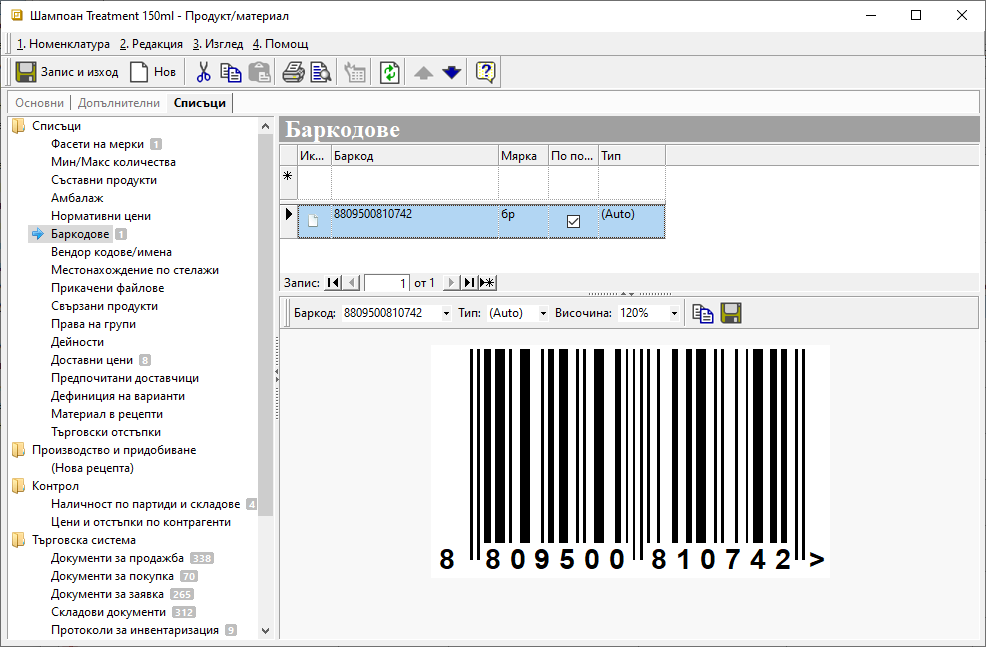 Шампоан Treatment 150ml - Продукт/материал
1. Номенклатура 2. Редакция 3. Изглед 4. Помощ
Запис и изход Нов
Основни Допълнителни Списъци
Списъци
Фасети на мерки 1
Мин/Макс количества
Съставни продукти
Амбалаж
Нормативни цени
Баркодове 1
Вендор кодове/имена
Местонахождение по стелажи
Прикачени файлове
Свързани продукти
Права на групи
Дейности
Доставни цени 8
Предпочитани доставчици
Дефиниция на варианти
Материал в рецепти
Търговски отстъпки
Производство и придобиване
(Нова рецепта)
Контрол
Наличност по партиди и складове 4
Цени и отстъпки по контрагенти
Търговска система
Документи за продажба 338
Документи за покупка 70
Документи за заявка 265
Складови документи 312
Протоколи за инвентаризация 9
Баркодове
Ик... Баркод Мярка По по... Тип
8809500810742 бр (Auto)
Запис: 1 от 1
Баркод: 8809500810742 Тип: (Auto) Височина: 120%
8 809500 810742 >